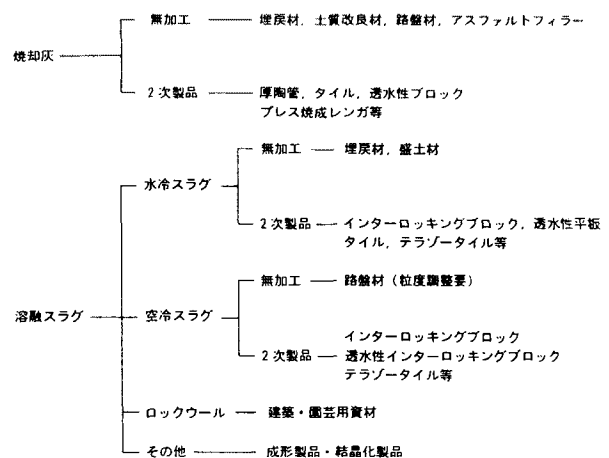 無加工 埋戻材，土質改良材，路盤材，アスファルトフィラー
焼却灰
2次製品 厚陶管，タイル，透水性ブロック
プレス焼成レンガ等
無加工 埋戻材，盛土材
水冷スラグ
2次製品 インターロッキングブロック，透水性平板
タイル，テラゾータイル等
無加工 路盤材（粒度調整要）
溶融スラグ 空冷スラグ
インターロッキングブロック
2次製品 透水性インターロッキングブロック
テラゾータイル等
ロックウール 建築・園芸用資材
その他 成形製品・結晶化製品